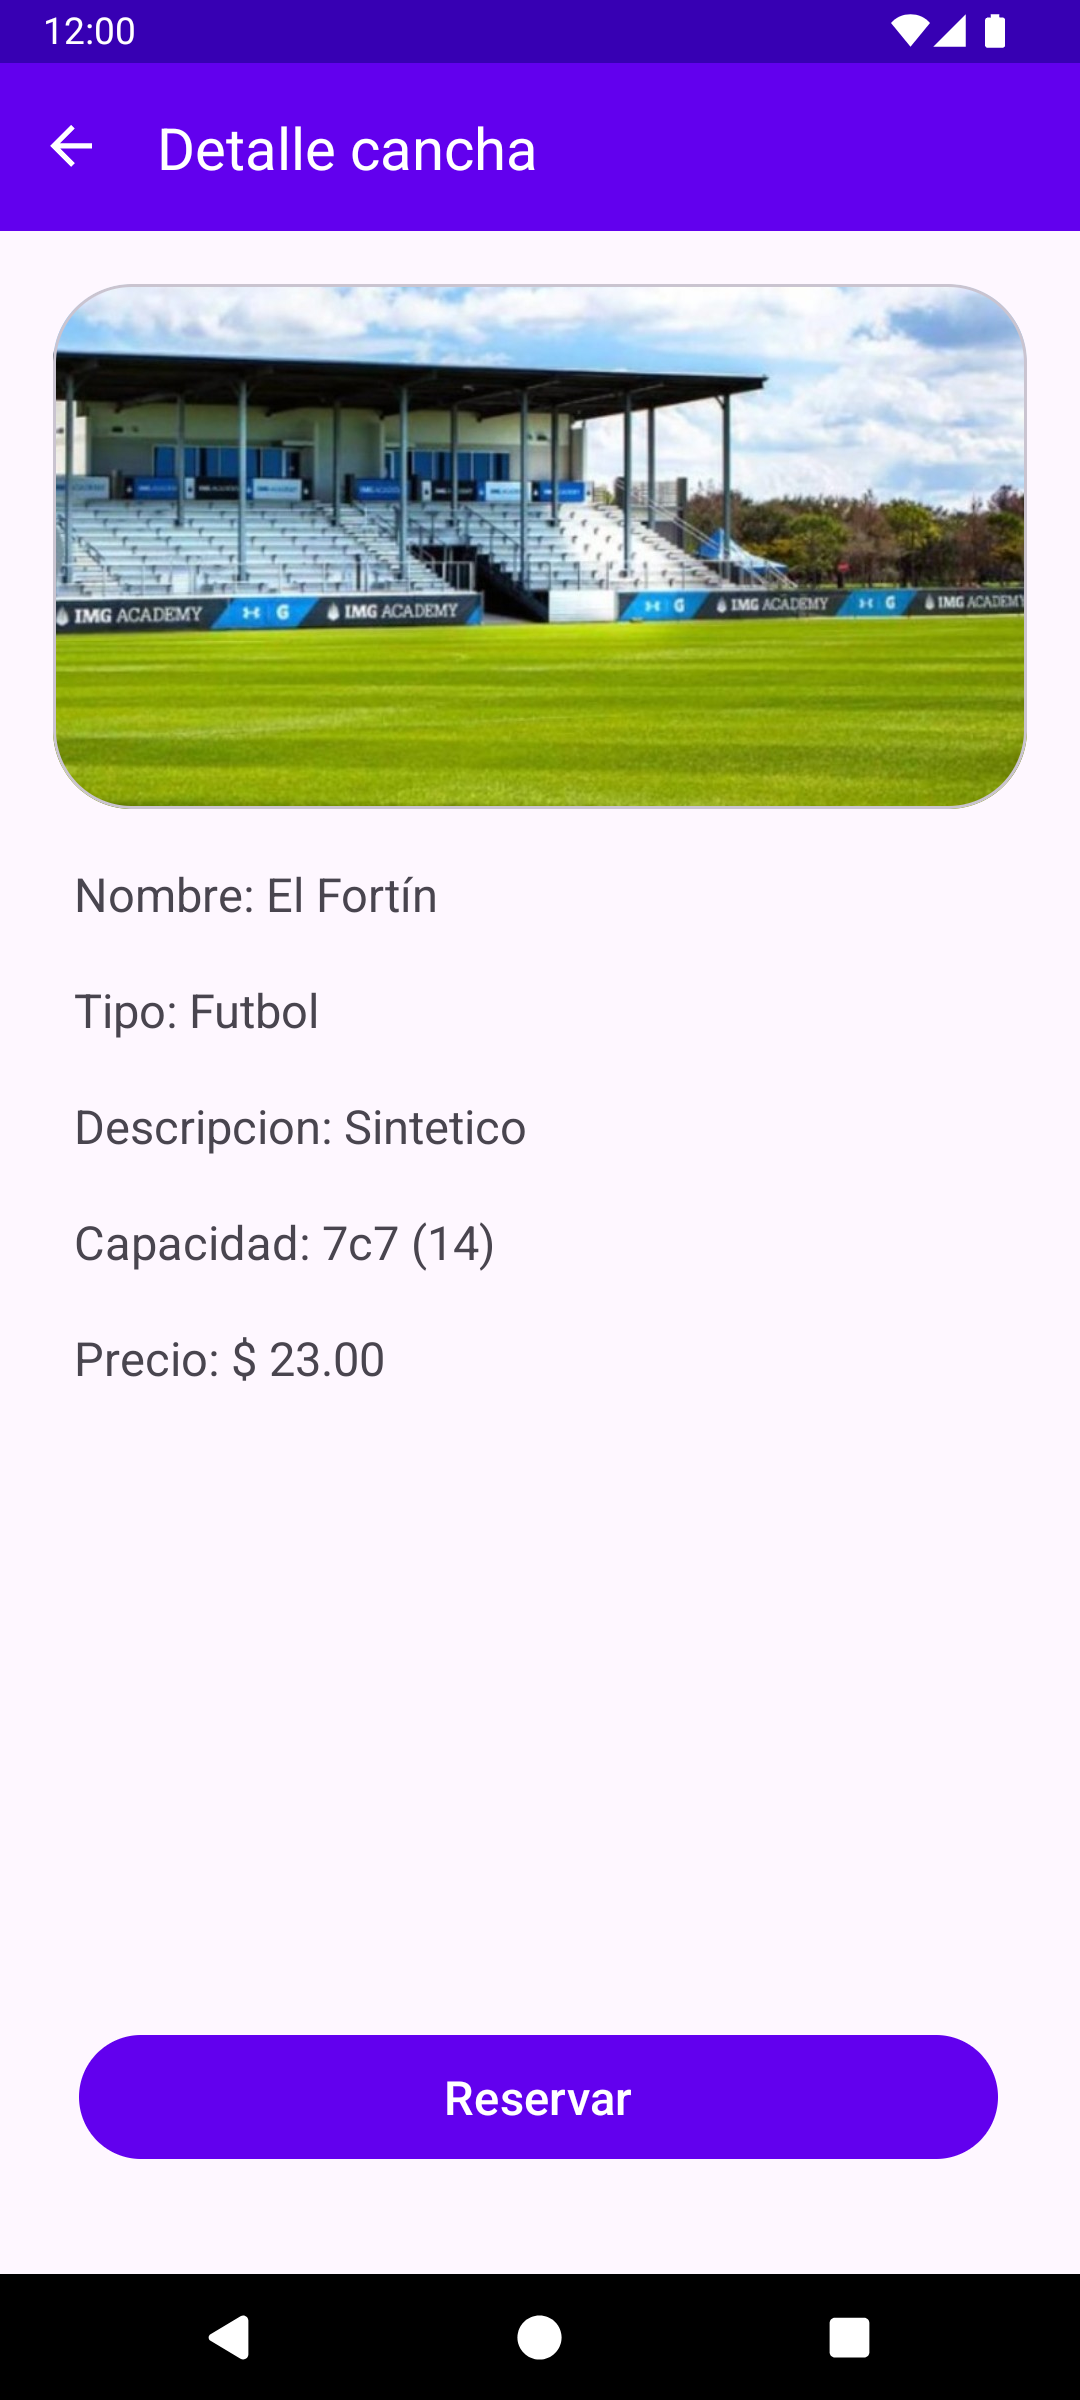 12:00
Detalle cancha
IMG ACADEMY G IMG ACADEMY G IMG ACADEMY G IMG ACADEMY
Nombre: El Fortín
Tipo: Futbol
Descripcion: Sintetico
Capacidad: 7c7 (14)
Precio: $ 23.00
Reservar